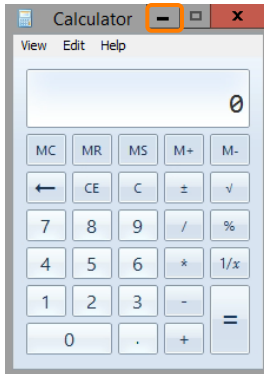 Calculator
View Edit Help
0
MC MR MS M+ M-
← CE C ± √
7 8 9 / %
4 5 6 * 1/x
1 2 3 - =
0 . +